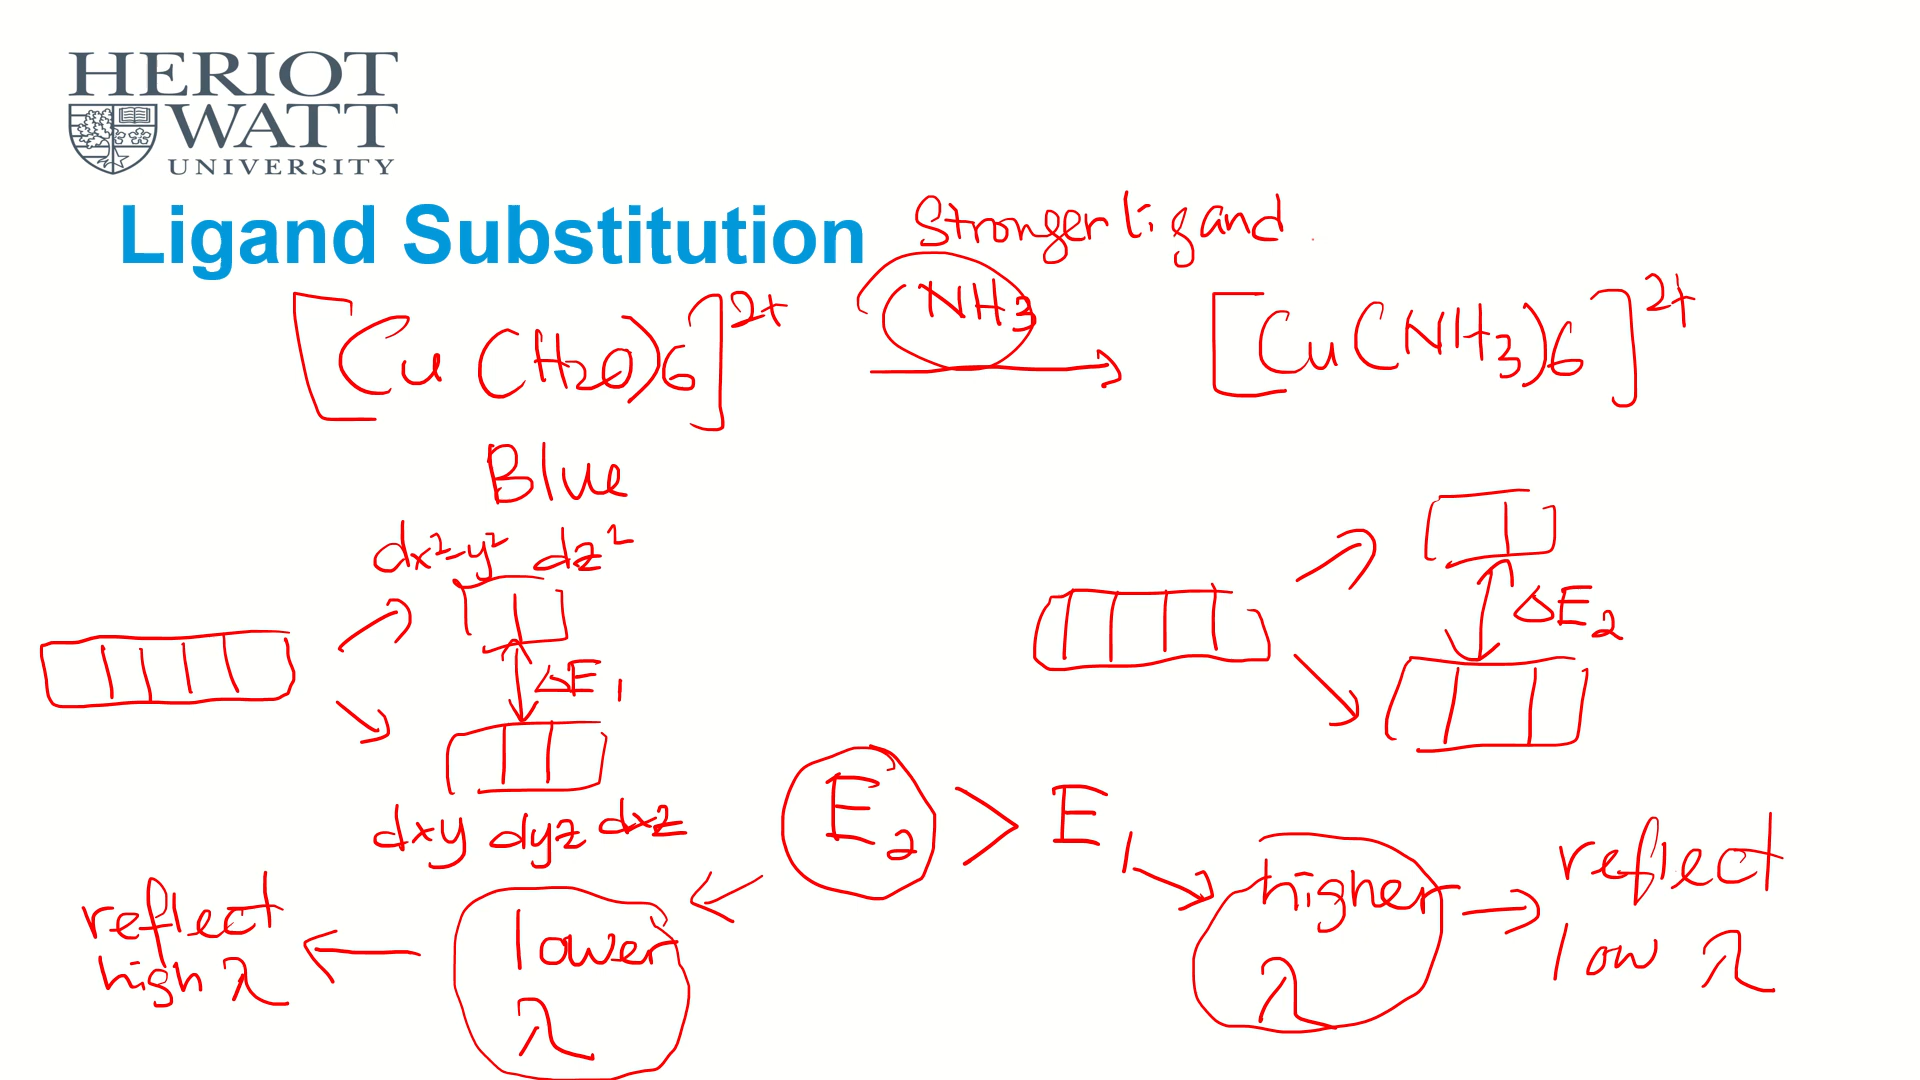 HERIOT
WATT
UNIVERSITY
Ligand Substitution
Stronger Ligand
[Cu(H2O)6]2+
NH3
[Cu(NH3)6]2+
Blue
dx²-y² dz²
ΔE1
dxy dyz dxz
ΔE2
E2 > E1
lower
λ
reflect
high λ
higher
λ
reflect
low λ